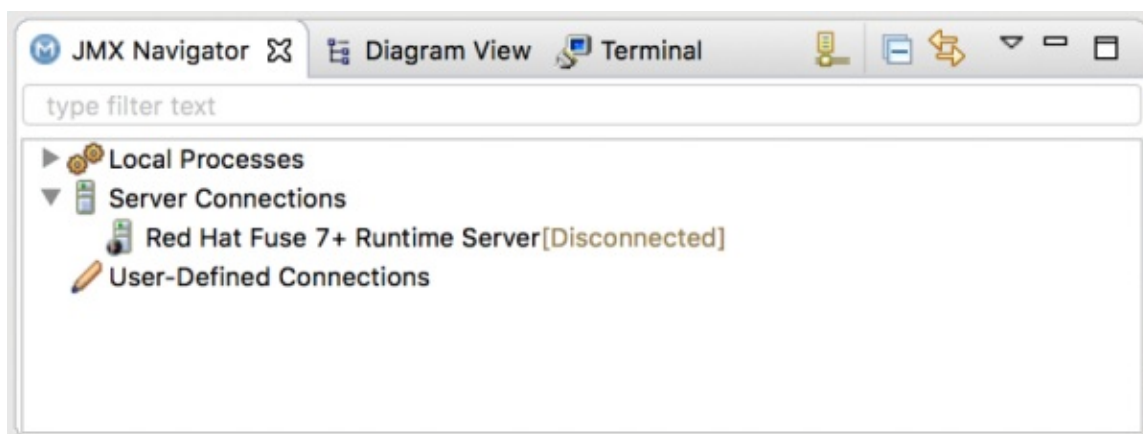 JMX Navigator Diagram View Terminal
type filter text
Local Processes
Server Connections
Red Hat Fuse 7+ Runtime Server[Disconnected]
User-Defined Connections